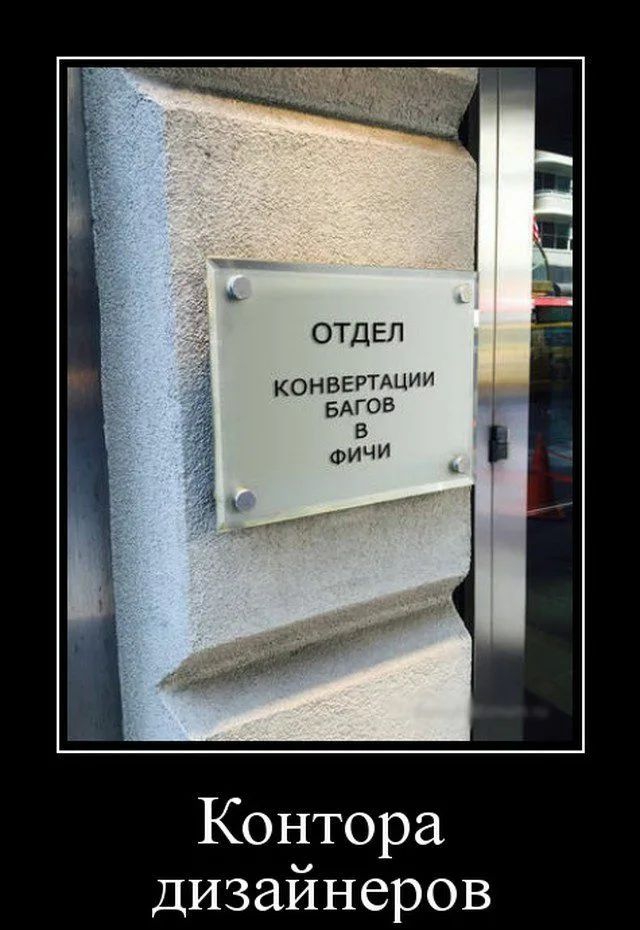 ОТДЕЛ
КОНВЕРТАЦИИ
БАГОВ
В
ФИЧИ
Контора
дизайнеров